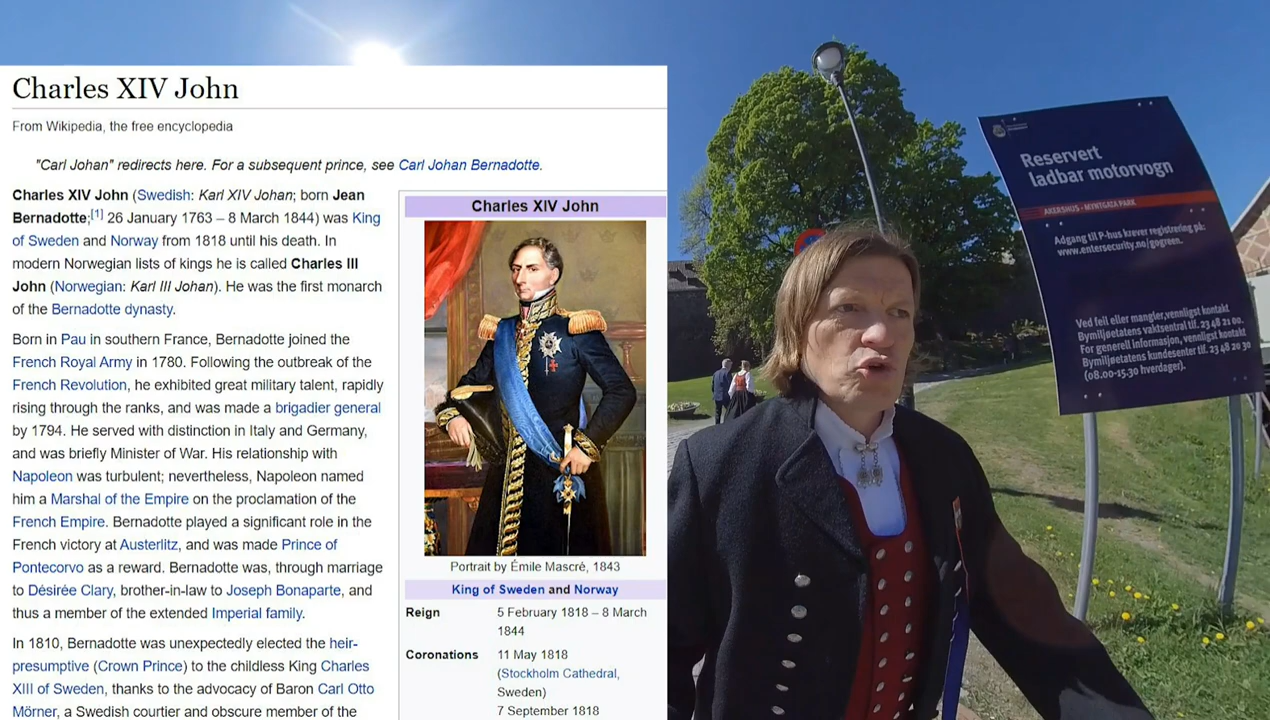 Charles XIV John
From Wikipedia, the free encyclopedia
"Carl Johan" redirects here. For a subsequent prince, see Carl Johan Bernadotte.
Charles XIV John (Swedish: Karl XIV Johan; born Jean
Bernadotte;[1] 26 January 1763 – 8 March 1844) was King
of Sweden and Norway from 1818 until his death. In
modern Norwegian lists of kings he is called Charles III
John (Norwegian: Karl III Johan). He was the first monarch
of the Bernadotte dynasty.
Born in Pau in southern France, Bernadotte joined the
French Royal Army in 1780. Following the outbreak of the
French Revolution, he exhibited great military talent, rapidly
rising through the ranks, and was made a brigadier general
by 1794. He served with distinction in Italy and Germany,
and was briefly Minister of War. His relationship with
Napoleon was turbulent; nevertheless, Napoleon named
him a Marshal of the Empire on the proclamation of the
French Empire. Bernadotte played a significant role in the
French victory at Austerlitz, and was made Prince of
Pontecorvo as a reward. Bernadotte was, through marriage
to Désirée Clary, brother-in-law to Joseph Bonaparte, and
thus a member of the extended Imperial family.
In 1810, Bernadotte was unexpectedly elected the heir-
presumptive (Crown Prince) to the childless King Charles
XIII of Sweden, thanks to the advocacy of Baron Carl Otto
Mörner, a Swedish courtier and obscure member of the
Charles XIV John
Portrait by Émile Mascré, 1843
King of Sweden and Norway
Reign 5 February 1818 – 8 March
1844
Coronations 11 May 1818
(Stockholm Cathedral,
Sweden)
7 September 1818
Reservert
ladbar motorvogn
AKERSHUS - MYNTGATA PARK
Adgang til P-hus krever registrering på:
www.entersecurity.no/gogreen.
Ved feil eller mangler,vennligst kontakt
Bymiljøetatens vaktsentral tlf. 23 48 21 00.
For generell informasjon, vennligst kontakt
Bymiljøetatens kundesenter tlf. 23 48 20 30
(08.00-15.30 hverdager).